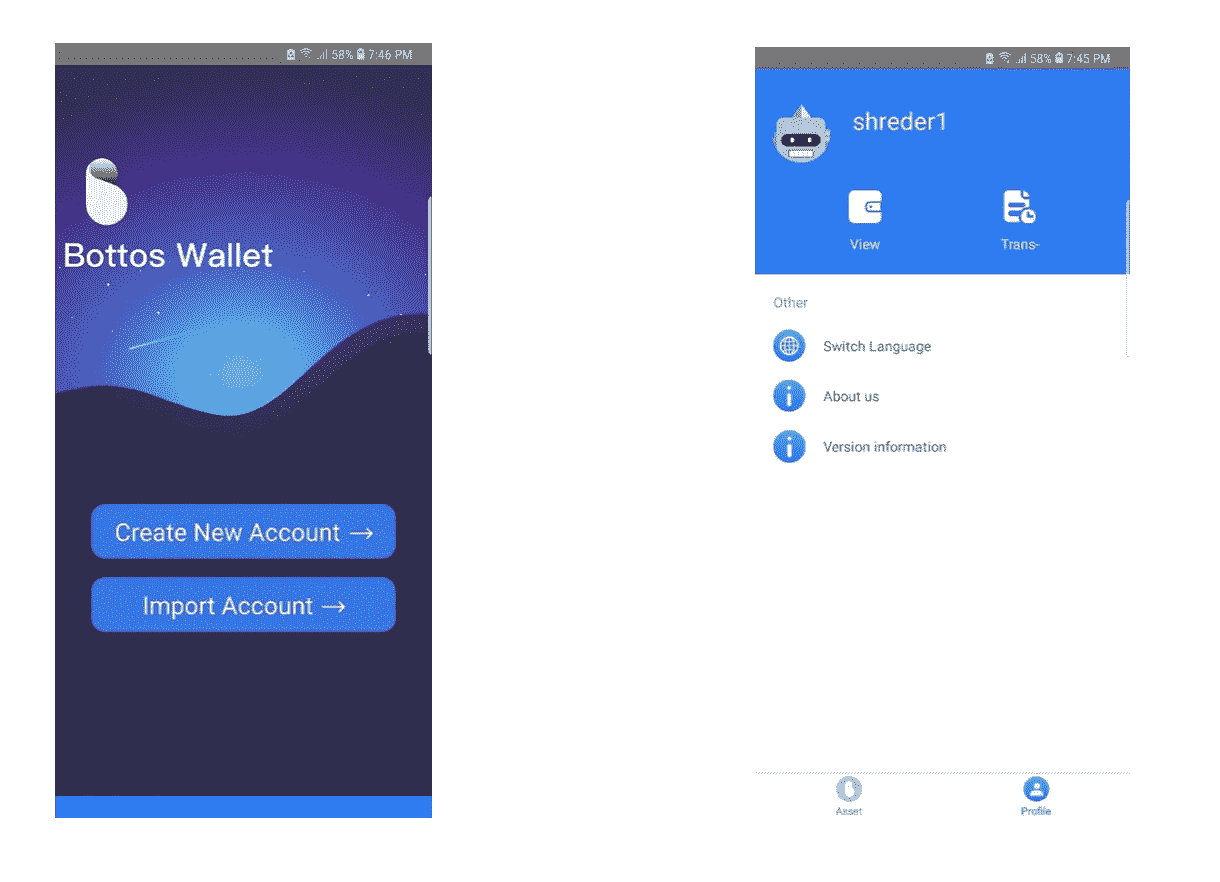 58% 7:46 PM
Bottos Wallet
Create New Account →
Import Account →
58% 7:45 PM
shreder1
View
Trans-
Other
Switch Language
About us
Version information
Asset
Profile